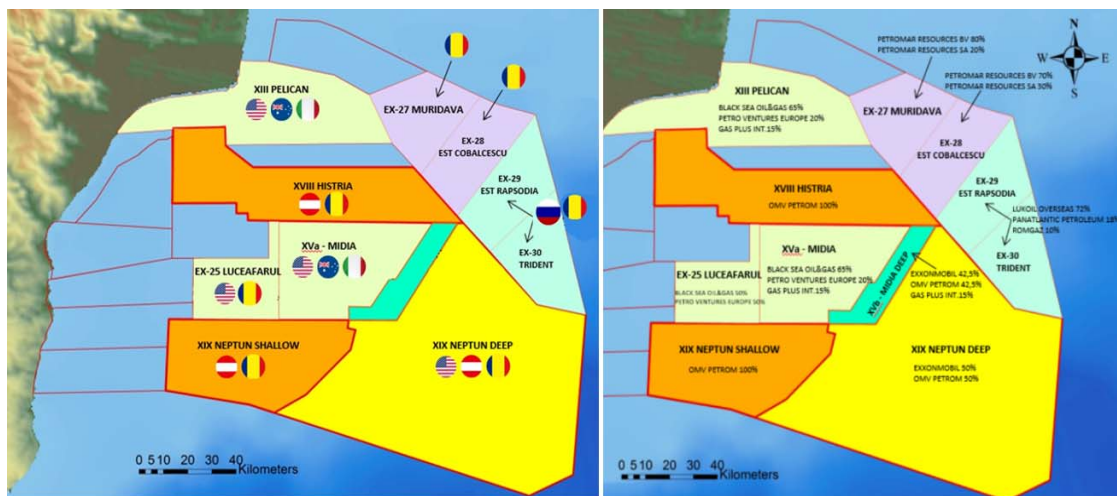 XIII PELICAN
EX-27 MURIDAVA
EX-28
EST COBALCESCU
EX-29
EST RAPSODIA
XVIII HISTRIA
EX-30
TRIDENT
XVa - MIDIA
EX-25 LUCEAFARUL
XIX NEPTUN SHALLOW
XIX NEPTUN DEEP
0 5 10 20 30 40
Kilometers
PETROMAR RESOURCES BV 80%
PETROMAR RESOURCES SA 20%
N
W E
S
PETROMAR RESOURCES BV 70%
PETROMAR RESOURCES SA 30%
XIII PELICAN
BLACK SEA OIL&GAS 65%
PETRO VENTURES EUROPE 20%
GAS PLUS INT.15%
EX-27 MURIDAVA
EX-28
EST COBALCESCU
EX-29
EST RAPSODIA
XVIII HISTRIA
OMV PETROM 100%
LUKOIL OVERSEAS 72%
PANATLANTIC PETROLEUM 18%
ROMGAZ 10%
EX-30
TRIDENT
XVa - MIDIA
BLACK SEA OIL&GAS 65%
PETRO VENTURES EUROPE 20%
GAS PLUS INT.15%
EX-25 LUCEAFARUL
BLACK SEA OIL&GAS 50%
PETRO VENTURES EUROPE 50%
XVb - MIDIA DEEP
EXXONMOBIL 42,5%
OMV PETROM 42,5%
GAS PLUS INT.15%
XIX NEPTUN SHALLOW
OMV PETROM 100%
XIX NEPTUN DEEP
EXXONMOBIL 50%
OMV PETROM 50%
0 5 10 20 30 40
Kilometers